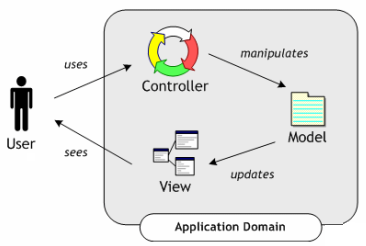 uses
manipulates
Controller
User
Model
sees
updates
View
Application Domain